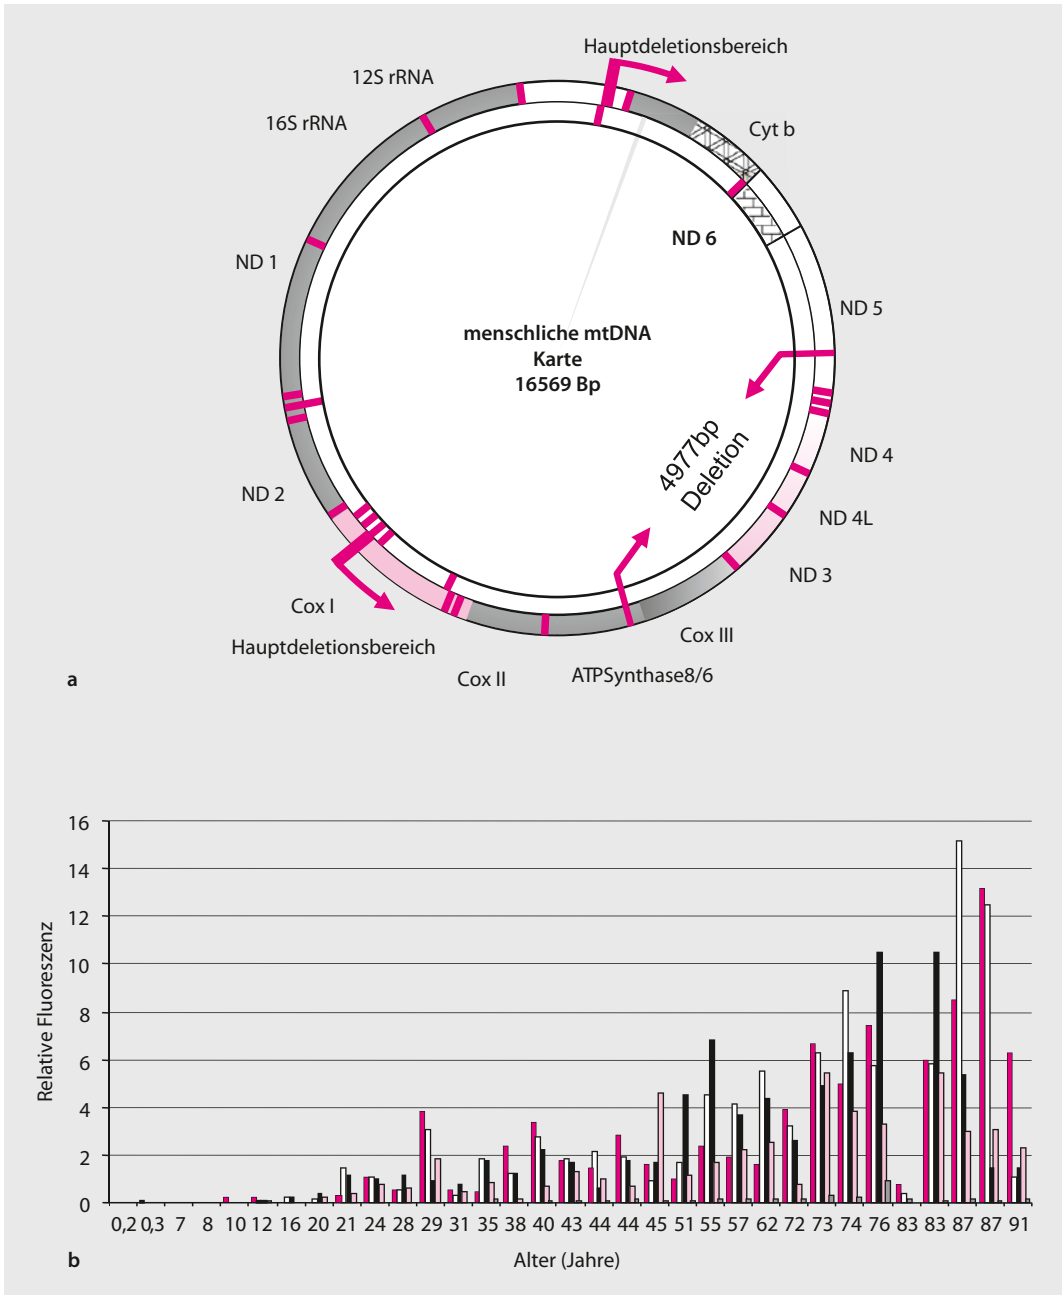 Hauptdeletionsbereich
12S rRNA
16S rRNA
Cyt b
ND 6
ND 1
ND 5
menschliche mtDNA
Karte
16569 Bp
4977bp
Deletion
ND 4
ND 2
ND 4L
ND 3
Cox I
Cox III
Hauptdeletionsbereich
Cox II
ATPSynthase8/6
a
Relative Fluoreszenz
16
14
12
10
8
6
4
2
0
0,2 0,3 7 8 10 12 16 20 21 24 28 29 31 35 38 40 43 44 44 45 51 55 57 62 72 73 74 76 83 83 87 87 91
Alter (Jahre)
b